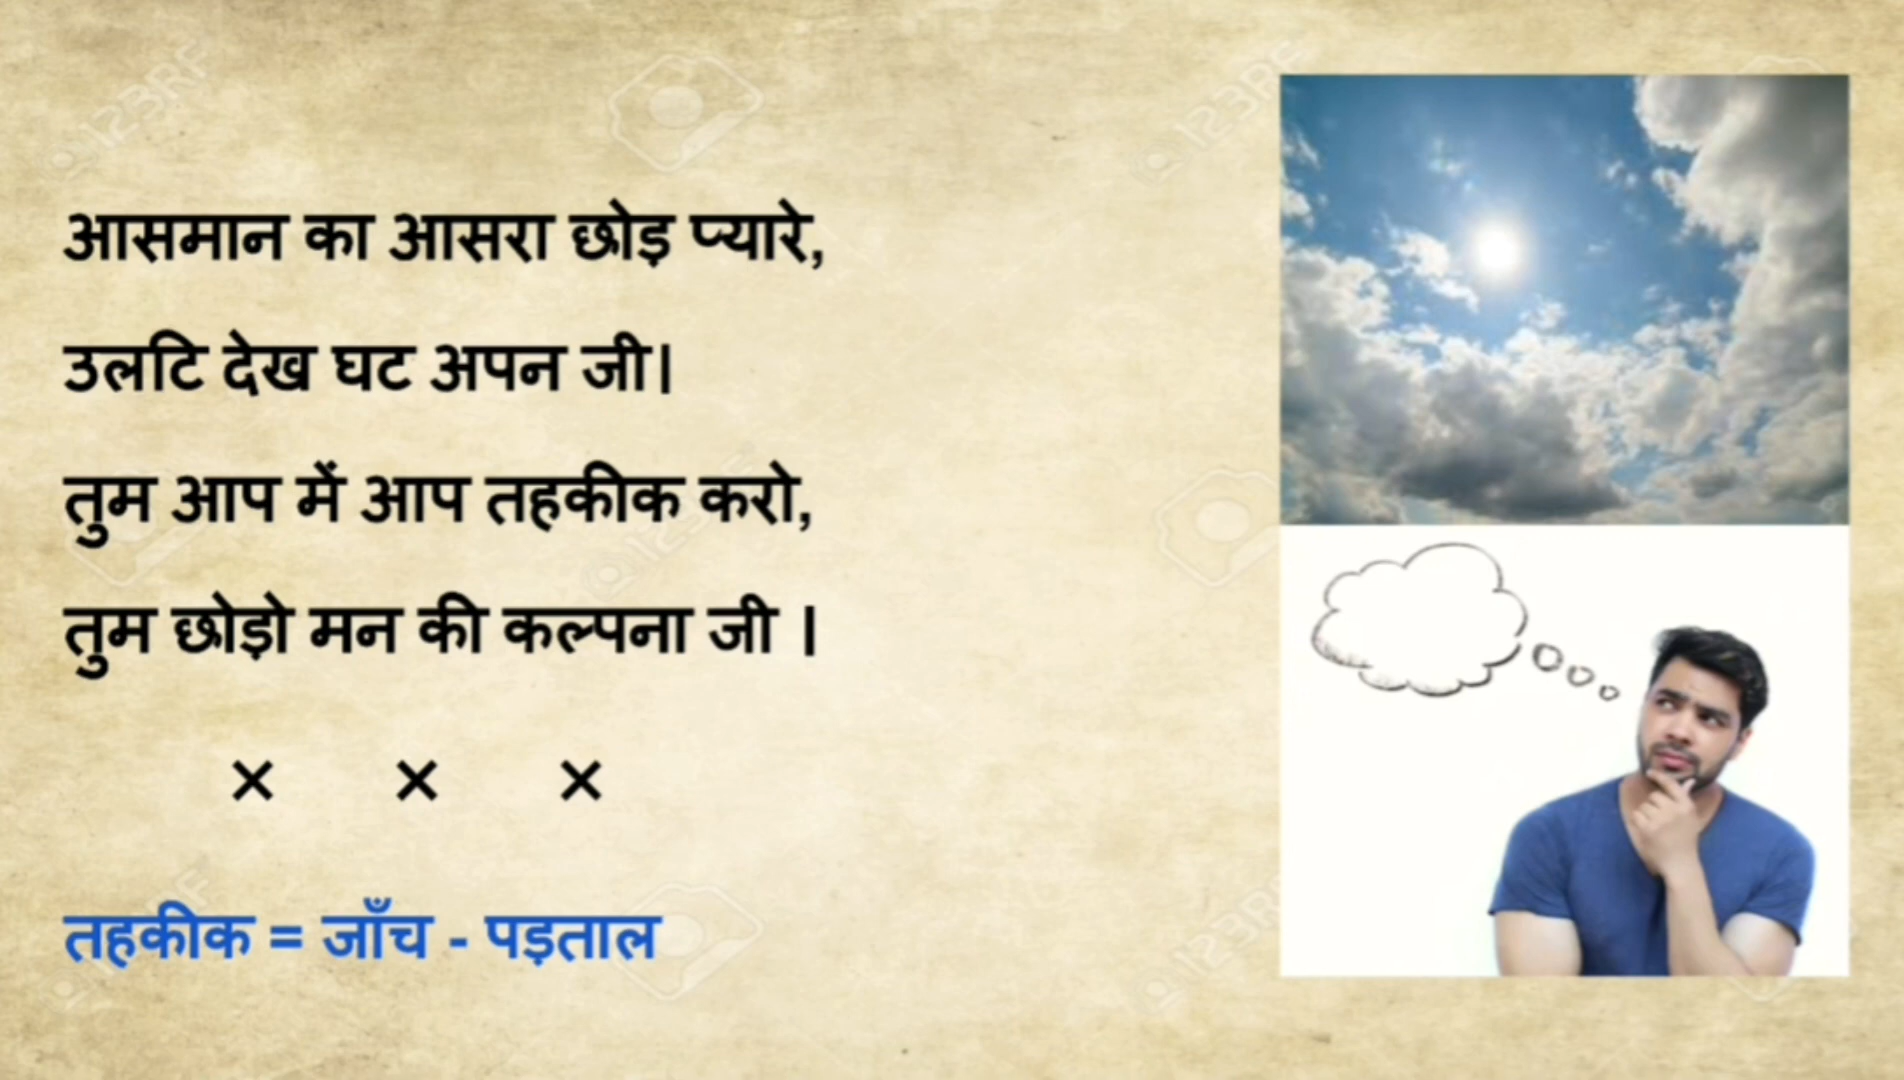 आसमान का आसरा छोड़ प्यारे,
उलटि देख घट अपन जी।
तुम आप में आप तहकीक करो,
तुम छोड़ो मन की कल्पना जी ।
× × ×
तहकीक = जाँच - पड़ताल